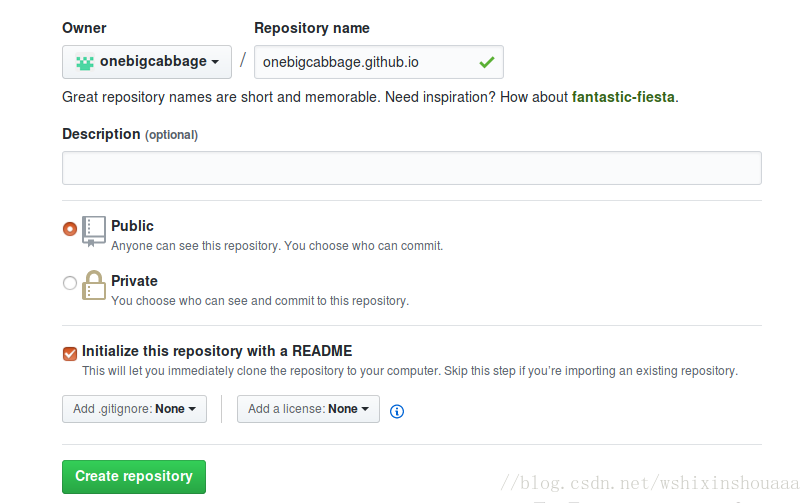 Owner
Repository name
onebigcabbage
/
onebigcabbage.github.io
Great repository names are short and memorable. Need inspiration? How about fantastic-fiesta.
Description (optional)
Public
Anyone can see this repository. You choose who can commit.
Private
You choose who can see and commit to this repository.
Initialize this repository with a README
This will let you immediately clone the repository to your computer. Skip this step if you're importing an existing repository.
Add .gitignore: None
Add a license: None
Create repository
//blog.csdn.net/wshixinshouaaa